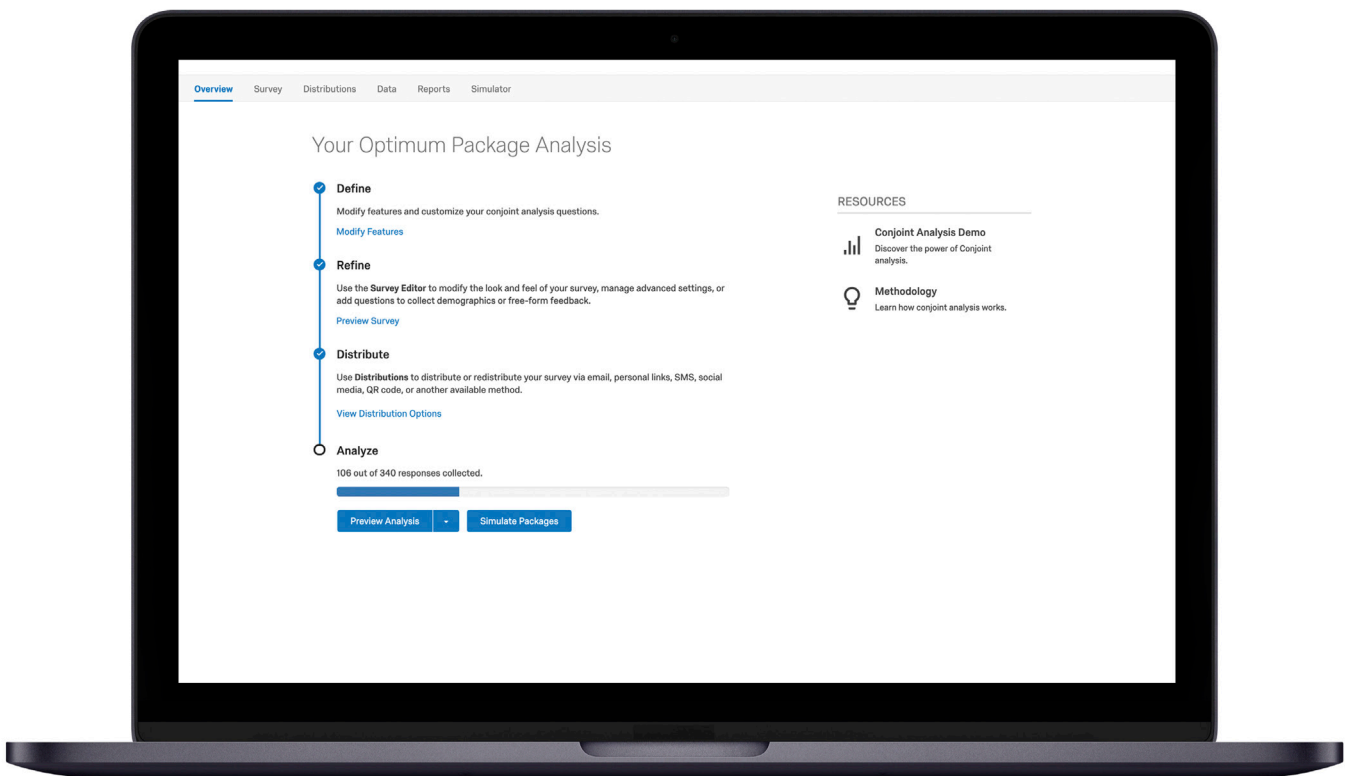 Overview Survey Distributions Data Reports Simulator
Your Optimum Package Analysis
Define
Modify features and customize your conjoint analysis questions.
Modify Features
Refine
Use the Survey Editor to modify the look and feel of your survey, manage advanced settings, or
add questions to collect demographics or free-form feedback.
Preview Survey
Distribute
Use Distributions to distribute or redistribute your survey via email, personal links, SMS, social
media, QR code, or another available method.
View Distribution Options
Analyze
106 out of 340 responses collected.
Preview Analysis
Simulate Packages
RESOURCES
Conjoint Analysis Demo
Discover the power of Conjoint
analysis.
Methodology
Learn how conjoint analysis works.